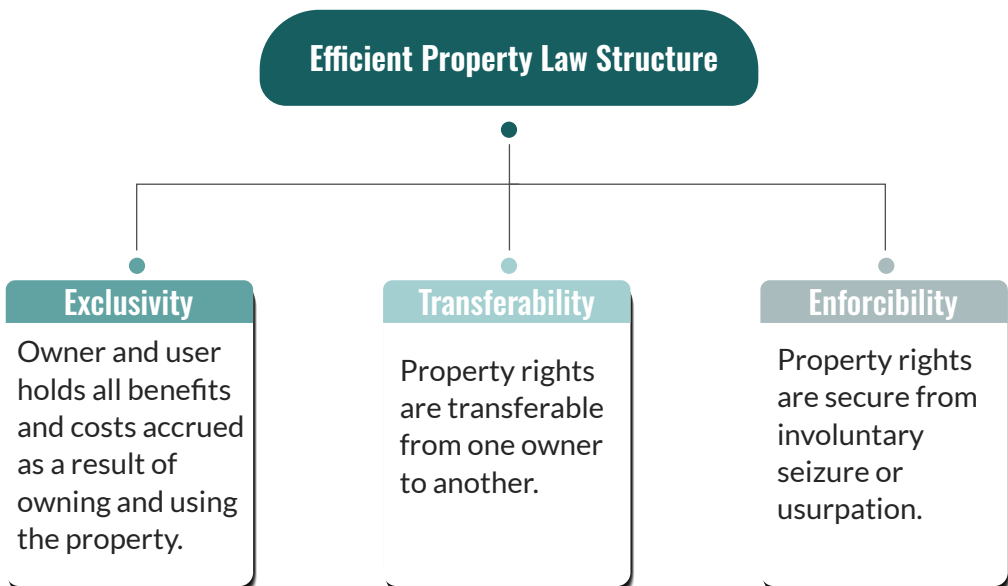 Efficient Property Law Structure
Exclusivity
Owner and user
holds all benefits
and costs accrued
as a result of
owning and using
the property.
Transferability
Property rights
are transferable
from one owner
to another.
Enforcibility
Property rights
are secure from
involuntary
seizure or
usurpation.